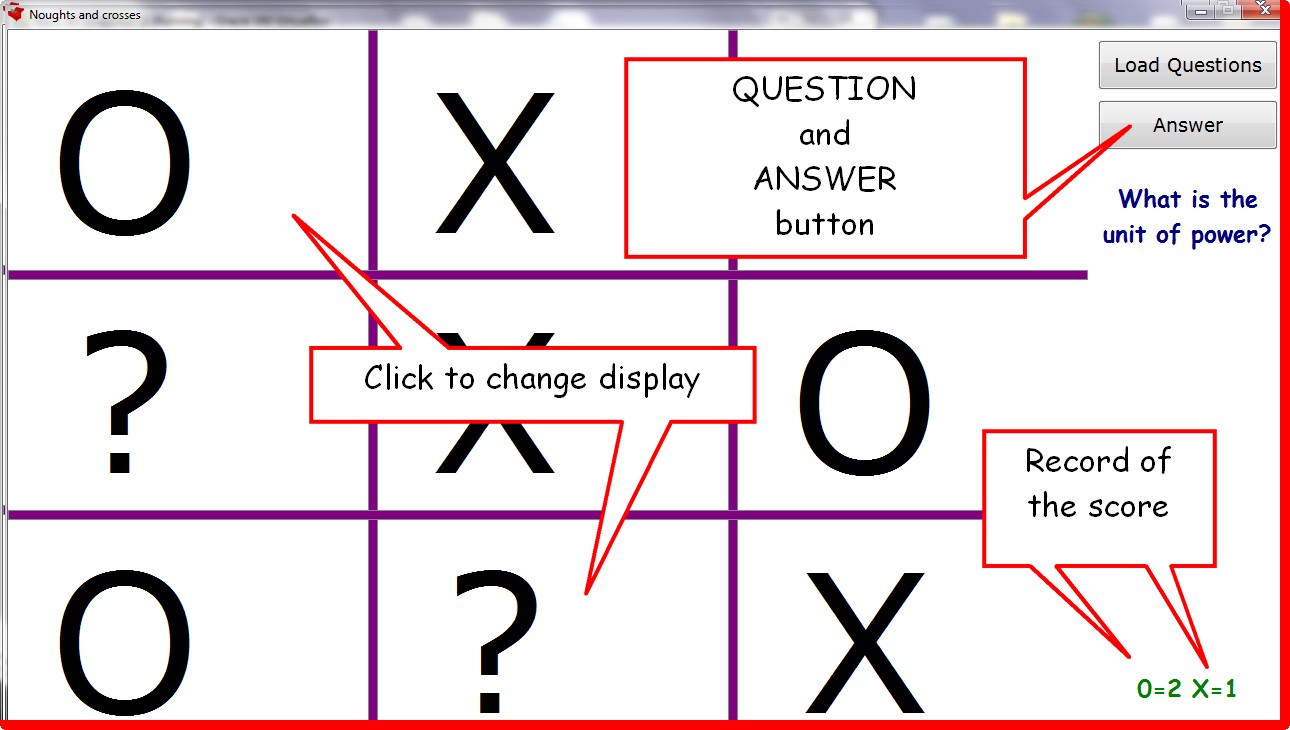 Noughts and crosses
O X
QUESTION
and
ANSWER
button
Load Questions
Answer
What is the
unit of power?
? X O
Click to change display
Record of
the score
O ? X
0=2 X=1